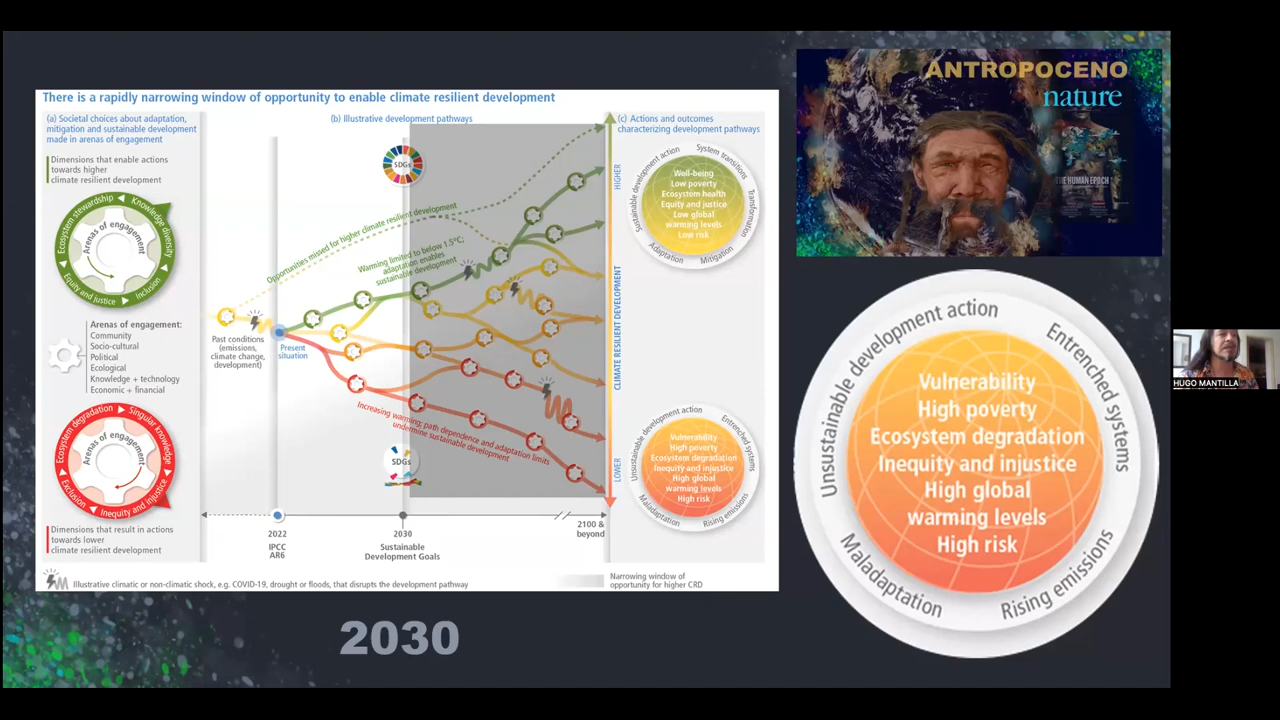 There is a rapidly narrowing window of opportunity to enable climate resilient development
(a) Societal choices about adaptation,
mitigation and sustainable development
made in arenas of engagement
Dimensions that enable actions
towards higher
climate resilient development
Ecosystem stewardship
Knowledge diversity
Equity and justice
Inclusion
Arenas of engagement
Arenas of engagement:
Community
Socio-cultural
Political
Ecological
Knowledge + technology
Economic + financial
Ecosystem degradation
Singular knowledge
Exclusion
Inequity and injustice
Arenas of engagement
Dimensions that result in actions
towards lower
climate resilient development
(b) Illustrative development pathways
SDGs
Opportunities missed for higher climate resilient development
Warming limited to below 1.5°C;
adaptation enables
sustainable development
Past conditions
(emissions,
climate change,
development)
Present
situation
Increasing warming; path dependence and adaptation limits
undermine sustainable
development
SDGs
2022
IPCC
AR6
2030
Sustainable
Development Goals
2100 &
beyond
HIGHER
CLIMATE RESILIENT DEVELOPMENT
LOWER
(c) Actions and outcomes
characterizing development pathways
Sustainable development action
System transitions
Transformation
Adaptation
Mitigation
Well-being
Low poverty
Ecosystem health
Equity and justice
Low global
warming levels
Low risk
Unsustainable development action
Entrenched systems
Maladaptation
Rising emissions
Vulnerability
High poverty
Ecosystem degradation
Inequity and injustice
High global
warming levels
High risk
Illustrative climatic or non-climatic shock, e.g. COVID-19, drought or floods, that disrupts the development pathway
Narrowing window of
opportunity for higher CRD
2030
ANTROPOCENO
nature
THE HUMAN EPOCH
Unsustainable development action
Entrenched systems
Vulnerability
High poverty
Ecosystem degradation
Inequity and injustice
High global
warming levels
High risk
Maladaptation
Rising emissions
HUGO MANTILLA